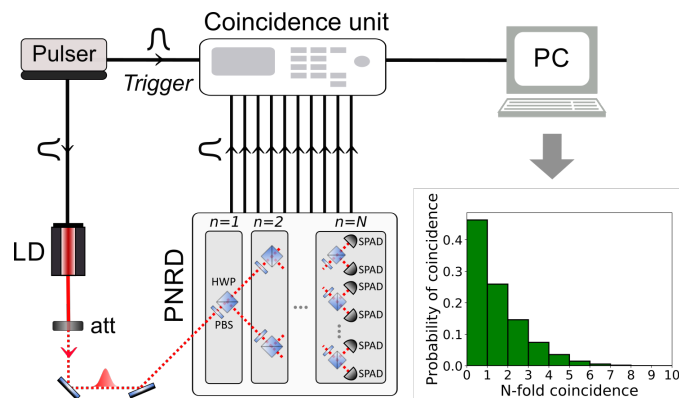 Coincidence unit
Pulser
Trigger
PC
LD
att
PNRD
n=1
n=2
n=N
HWP
PBS
...
SPAD
SPAD
SPAD
SPAD
SPAD
SPAD
Probability of coincidence
0.4
0.3
0.2
0.1
0.0
0 1 2 3 4 5 6 7 8 9 10
N-fold coincidence